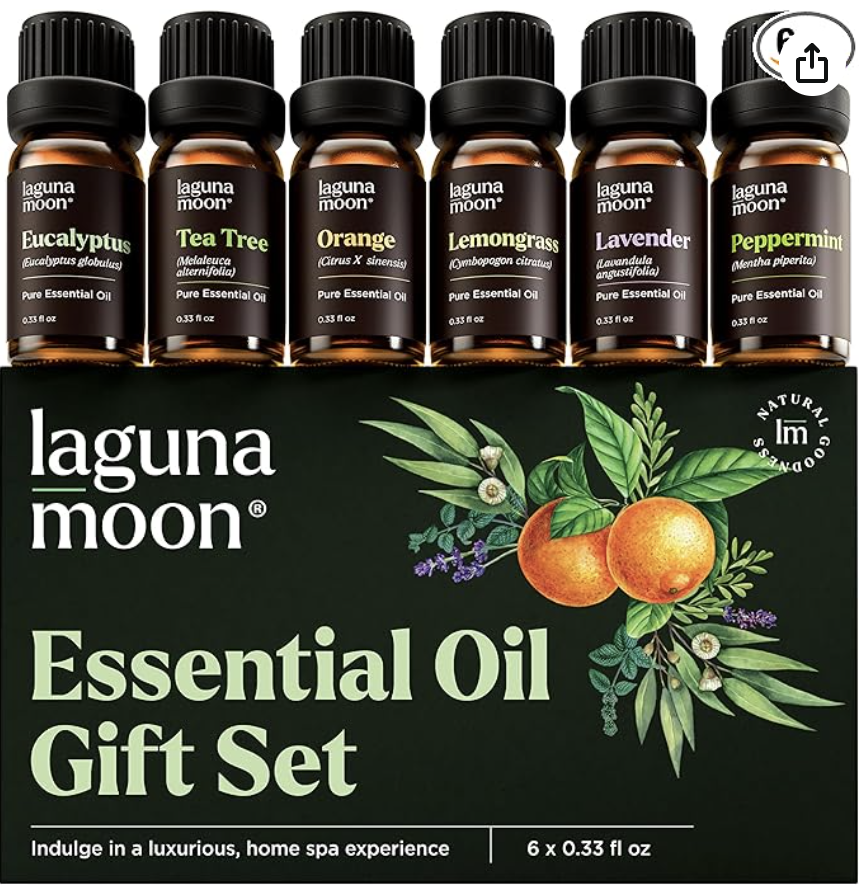 laguna
moon®
Eucalyptus
(Eucalyptus globulus)
Pure Essential Oil
0.33 fl oz
laguna
moon®
Tea Tree
(Melaleuca
alternifolia)
Pure Essential Oil
0.33 fl oz
laguna
moon®
Orange
(Citrus X sinensis)
Pure Essential Oil
0.33 fl oz
laguna
moon®
Lemongrass
(Cymbopogon citratus)
Pure Essential Oil
0.33 fl oz
laguna
moon®
Lavender
(Lavandula
angustifolia)
Pure Essential Oil
0.33 fl oz
laguna
moon®
Peppermint
(Mentha piperita)
Pure Essential Oil
0.33 fl oz
laguna
moon®
NATURAL GOODNESS
lm
Essential Oil
Gift Set
Indulge in a luxurious, home spa experience
6 x 0.33 fl oz